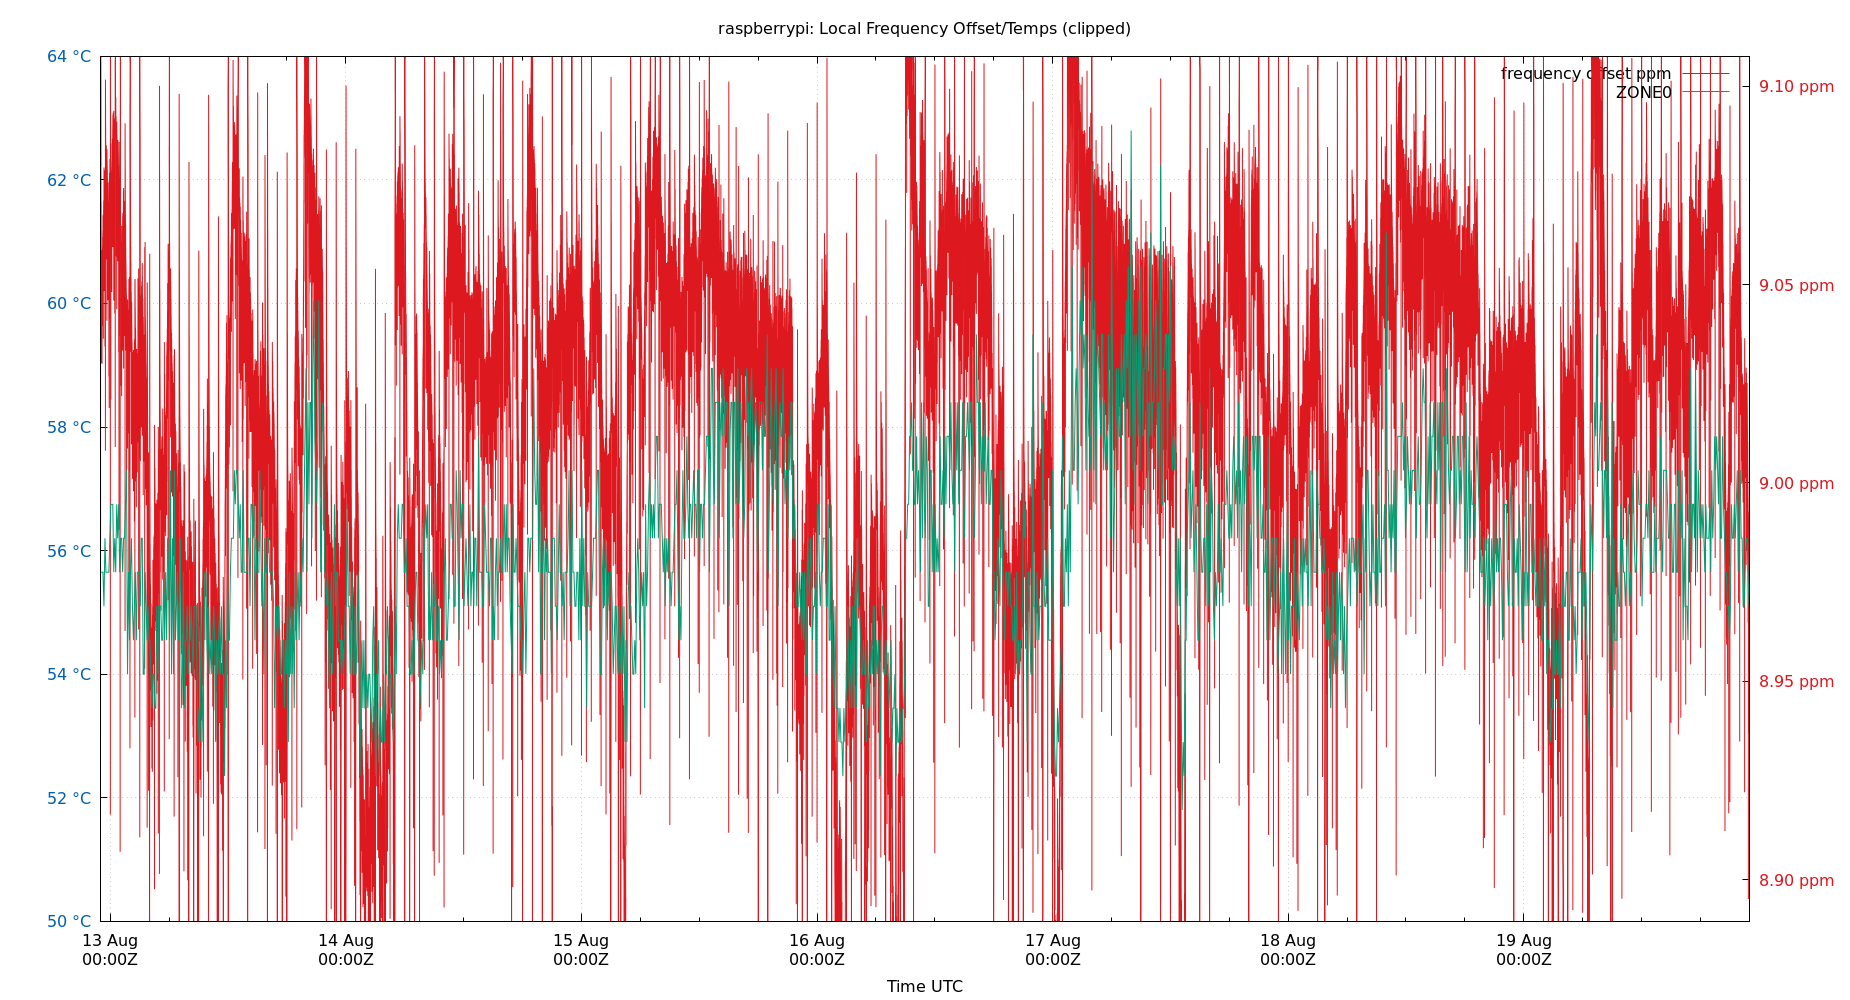 raspberrypi: Local Frequency Offset/Temps (clipped)
64 °C
62 °C
60 °C
58 °C
56 °C
54 °C
52 °C
50 °C
frequency offset ppm
ZONE0
9.10 ppm
9.05 ppm
9.00 ppm
8.95 ppm
8.90 ppm
13 Aug
00:00Z
14 Aug
00:00Z
15 Aug
00:00Z
16 Aug
00:00Z
17 Aug
00:00Z
18 Aug
00:00Z
19 Aug
00:00Z
Time UTC